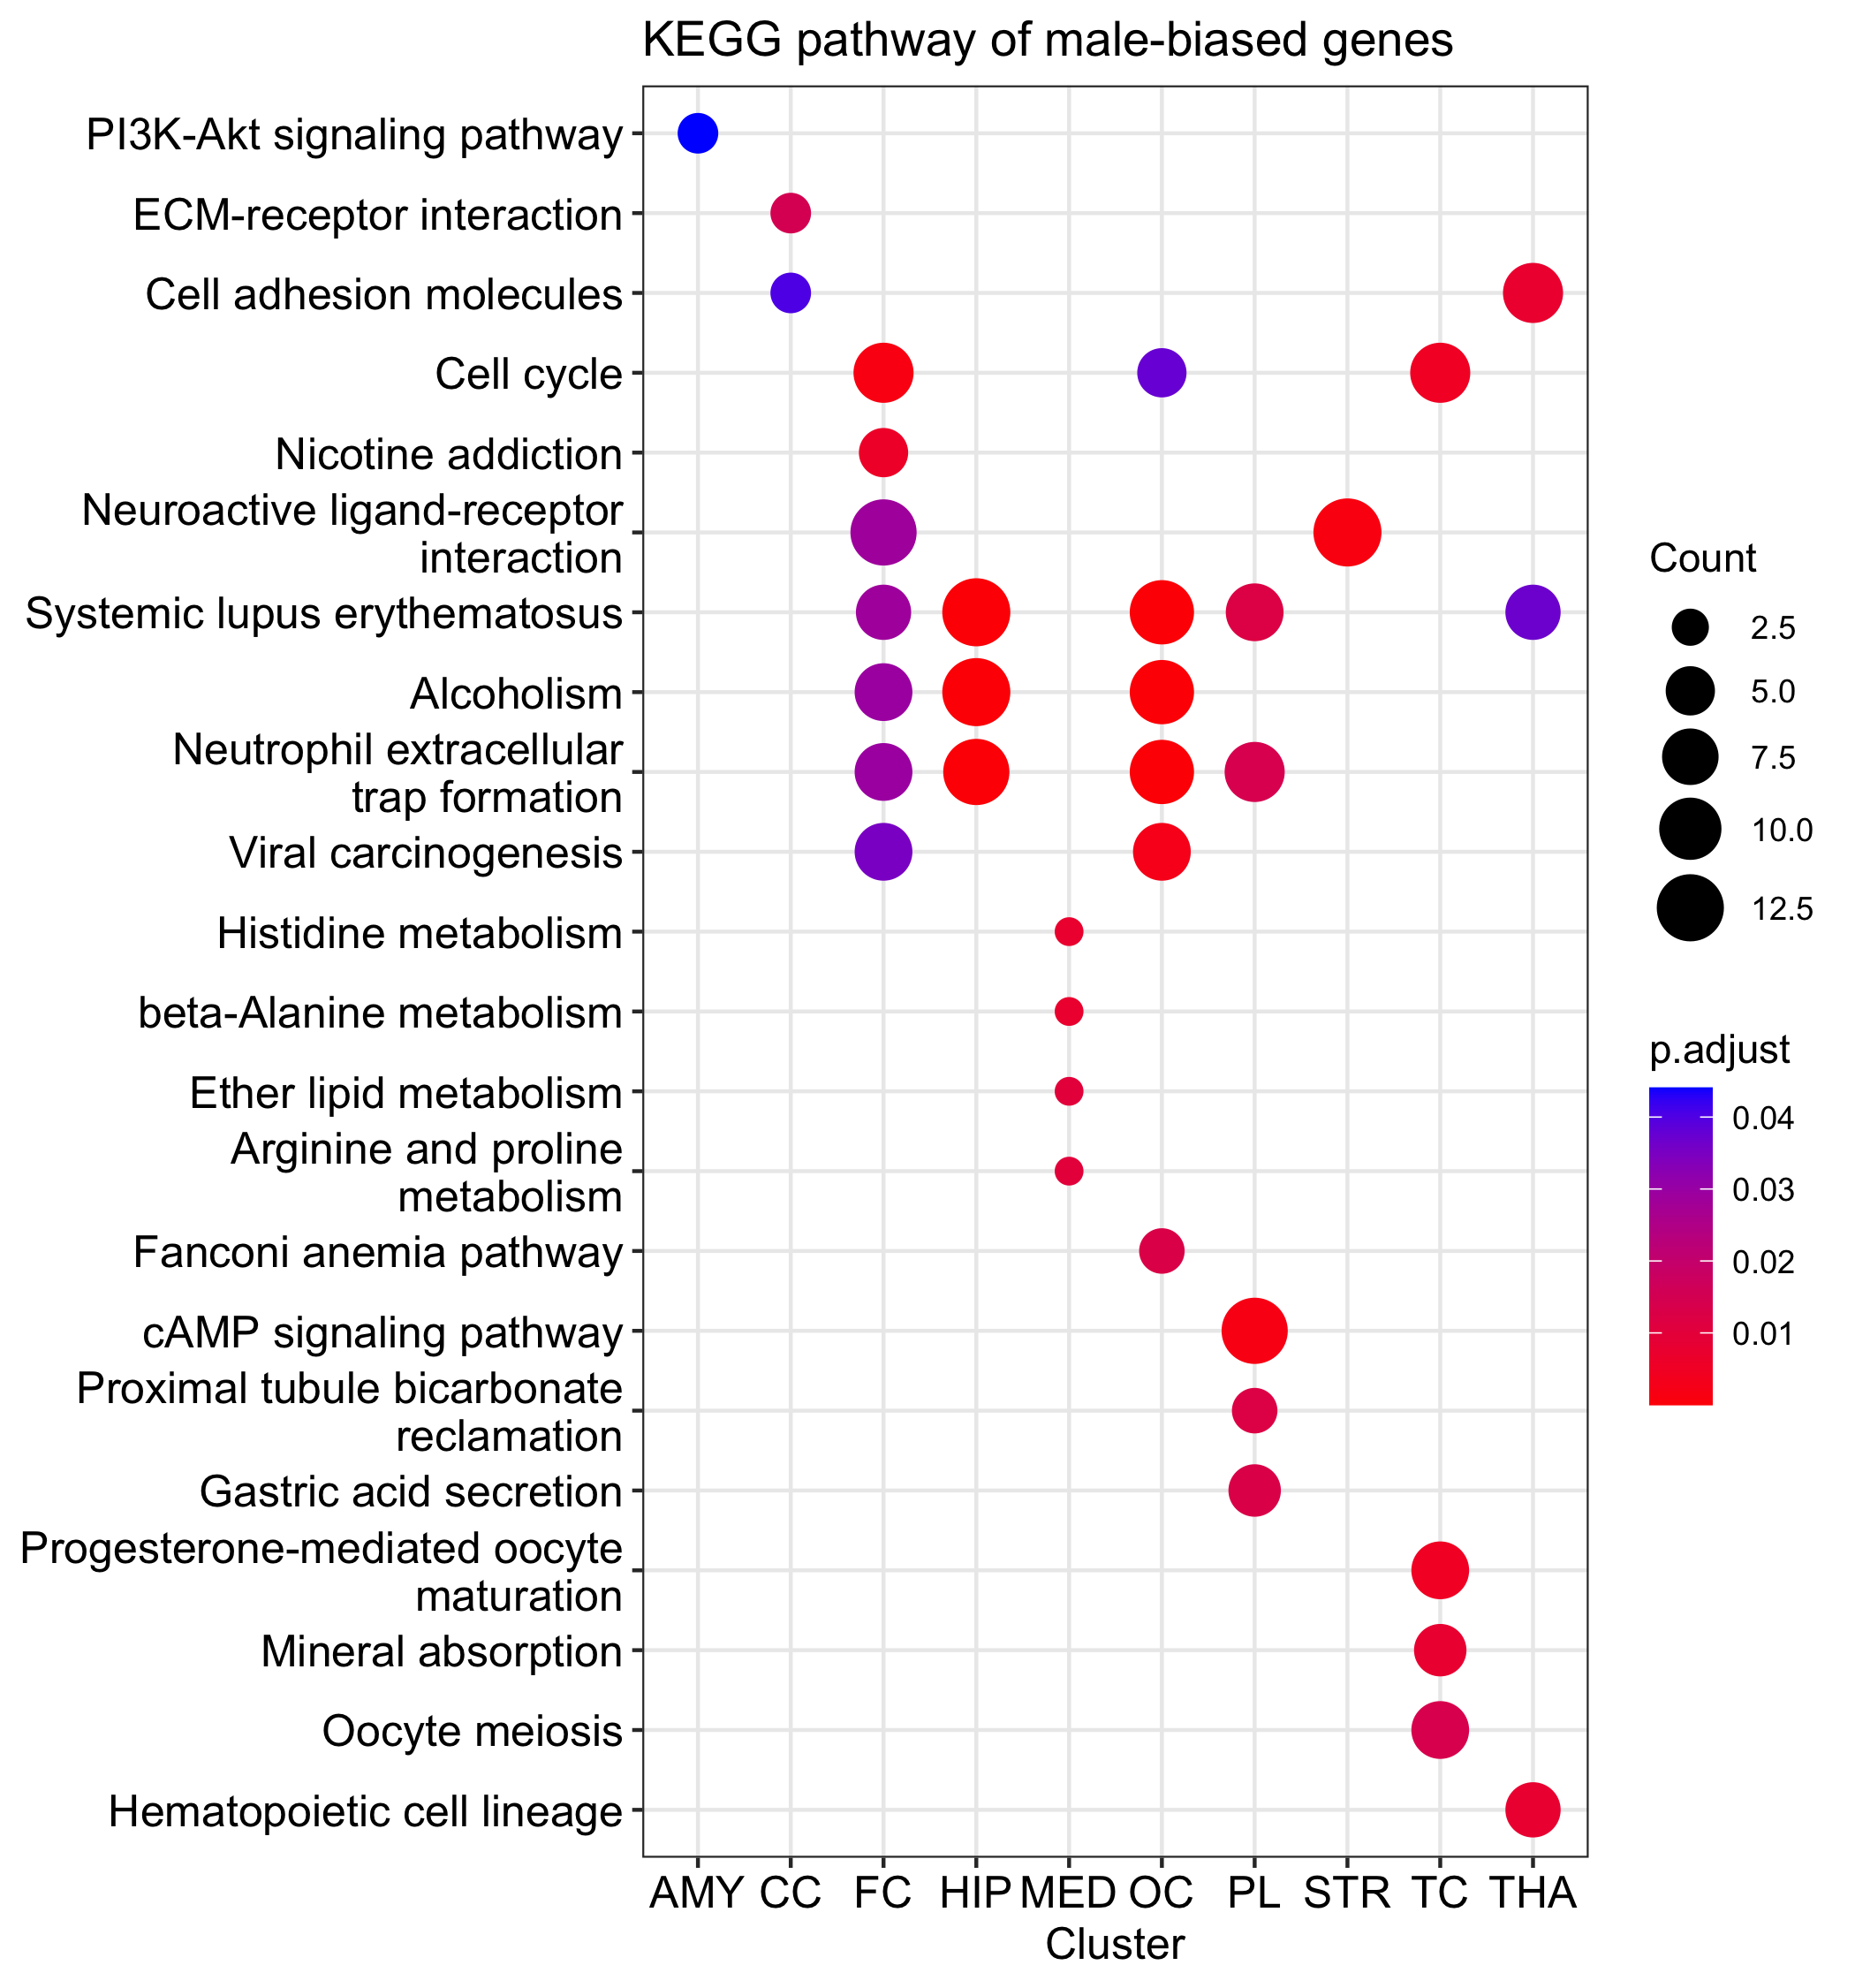 KEGG pathway of male-biased genes
PI3K-Akt signaling pathway
ECM-receptor interaction
Cell adhesion molecules
Cell cycle
Nicotine addiction
Neuroactive ligand-receptor
interaction
Systemic lupus erythematosus
Alcoholism
Neutrophil extracellular
trap formation
Viral carcinogenesis
Histidine metabolism
beta-Alanine metabolism
Ether lipid metabolism
Arginine and proline
metabolism
Fanconi anemia pathway
cAMP signaling pathway
Proximal tubule bicarbonate
reclamation
Gastric acid secretion
Progesterone-mediated oocyte
maturation
Mineral absorption
Oocyte meiosis
Hematopoietic cell lineage
AMY CC FC HIP MED OC PL STR TC THA
Cluster
Count
2.5
5.0
7.5
10.0
12.5
p.adjust
0.04
0.03
0.02
0.01